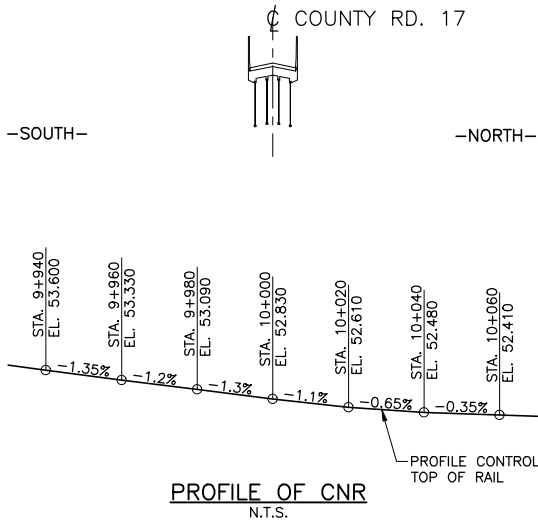 ℄ COUNTY RD. 17
-SOUTH-
-NORTH-
STA. 9+940
EL. 53.600
STA. 9+960
EL. 53.330
STA. 9+980
EL. 53.090
STA. 10+000
EL. 52.830
STA. 10+020
EL. 52.610
STA. 10+040
EL. 52.480
STA. 10+060
EL. 52.410
-1.35%
-1.2%
-1.3%
-1.1%
-0.65%
-0.35%
PROFILE CONTROL
TOP OF RAIL
PROFILE OF CNR
N.T.S.